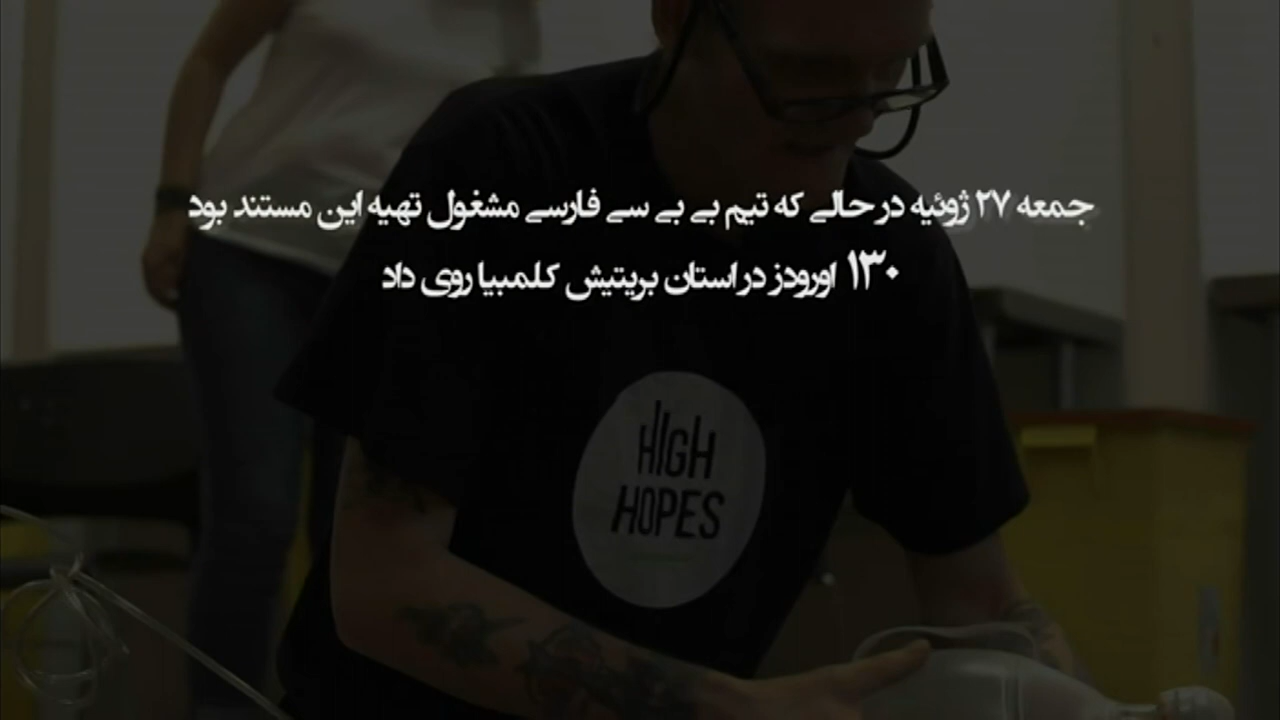 جمعه ۲۷ ژوئیه در حالی که تیم بی بی سی فارسی مشغول تهیه این مستند بود
۱۳۰ اورودز در استان بریتیش کلمبیا روی داد
HIGH
HOPES